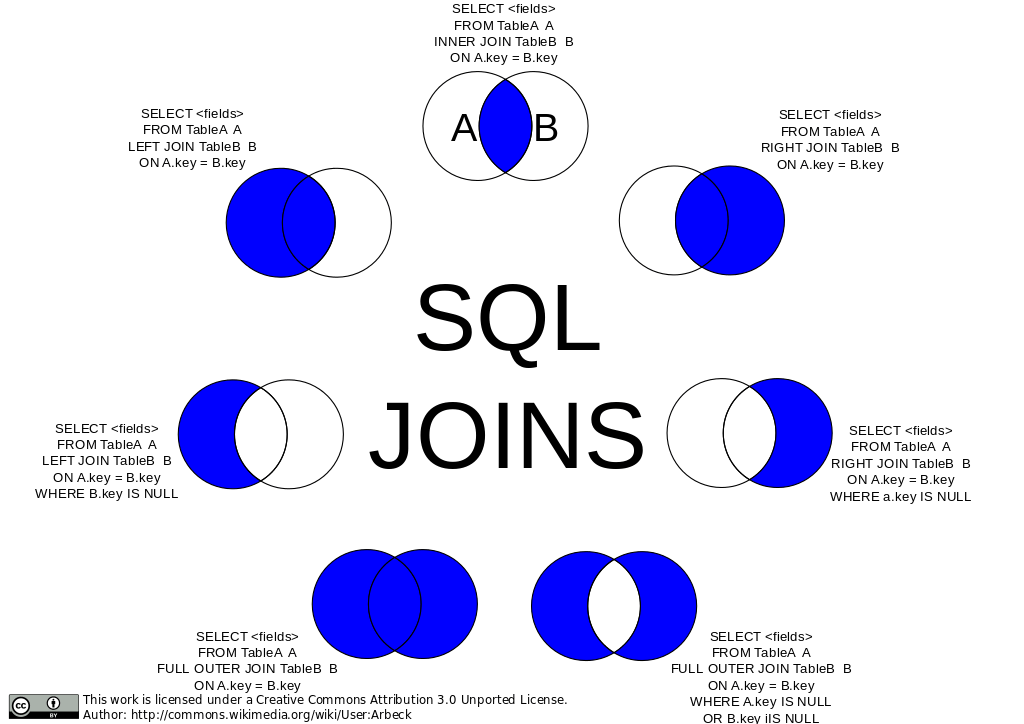 SELECT <fields>
FROM TableA A
INNER JOIN TableB B
ON A.key = B.key
A B
SELECT <fields>
FROM TableA A
LEFT JOIN TableB B
ON A.key = B.key
SELECT <fields>
FROM TableA A
RIGHT JOIN TableB B
ON A.key = B.key
SQL
JOINS
SELECT <fields>
FROM TableA A
LEFT JOIN TableB B
ON A.key = B.key
WHERE B.key IS NULL
SELECT <fields>
FROM TableA A
RIGHT JOIN TableB B
ON A.key = B.key
WHERE a.key IS NULL
SELECT <fields>
FROM TableA A
FULL OUTER JOIN TableB B
ON A.key = B.key
SELECT <fields>
FROM TableA A
FULL OUTER JOIN TableB B
ON A.key = B.key
WHERE A.key IS NULL
OR B.key iIS NULL
cc
BY
This work is licensed under a Creative Commons Attribution 3.0 Unported License.
Author: http://commons.wikimedia.org/wiki/User:Arbeck